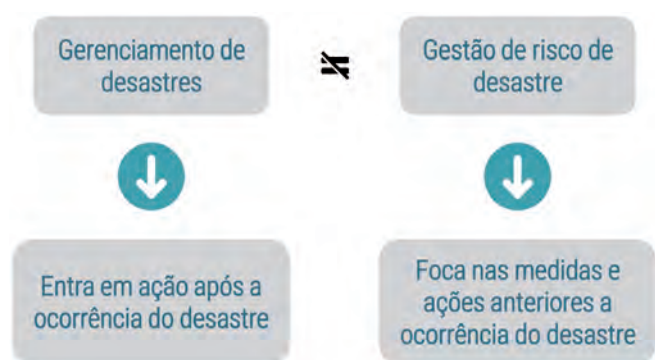 Gerenciamento de
desastres
≠
Gestão de risco de
desastre
Entra em ação após a
ocorrência do desastre
Foca nas medidas e
ações anteriores a
ocorrência do desastre